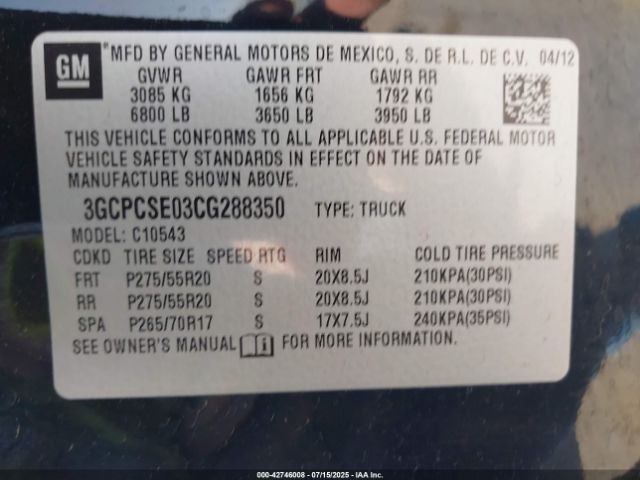 GM
*MFD BY GENERAL MOTORS DE MEXICO, S. DE R.L. DE C.V. 04/12
GVWR GAWR FRT GAWR RR
3085 KG 1656 KG 1792 KG
6800 LB 3650 LB 3950 LB
THIS VEHICLE CONFORMS TO ALL APPLICABLE U.S. FEDERAL MOTOR
VEHICLE SAFETY STANDARDS IN EFFECT ON THE DATE OF
MANUFACTURE SHOWN ABOVE.
3GCPCSE03CG288350 TYPE: TRUCK
MODEL: C10543
CDKD TIRE SIZE SPEED RTG RIM COLD TIRE PRESSURE
FRT P275/55R20 S 20X8.5J 210KPA(30PSI)
RR P275/55R20 S 20X8.5J 210KPA(30PSI)
SPA P265/70R17 S 17X7.5J 240KPA(35PSI)
SEE OWNER'S MANUAL FOR MORE INFORMATION.
000-42746008 - 07/15/2025 - IAA, Inc.